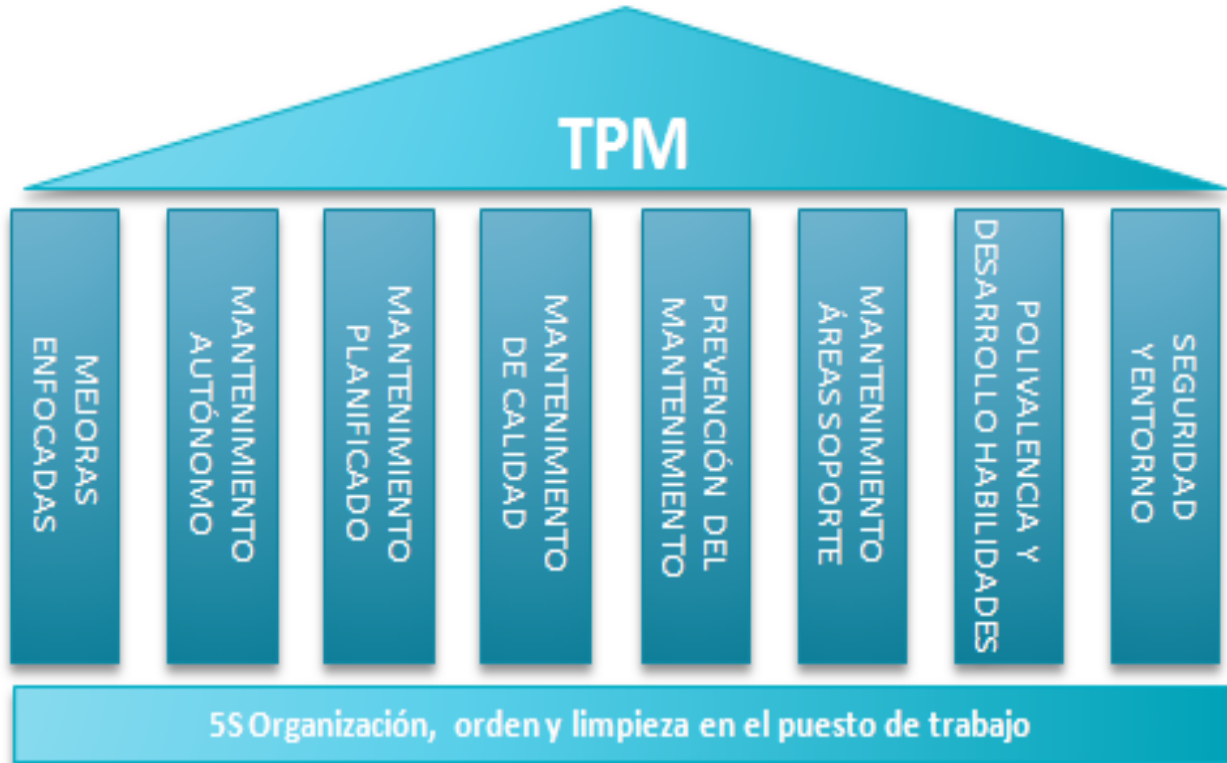 TPM
MEJORAS
ENFOCADAS
MANTENIMIENTO
AUTÓNOMO
MANTENIMIENTO
PLANIFICADO
MANTENIMIENTO
DE CALIDAD
PREVENCIÓN DEL
MANTENIMIENTO
MANTENIMIENTO
ÁREAS SOPORTE
POLIVALENCIA Y
DESARROLLO HABILIDADES
SEGURIDAD
Y ENTORNO
5S Organización, orden y limpieza en el puesto de trabajo